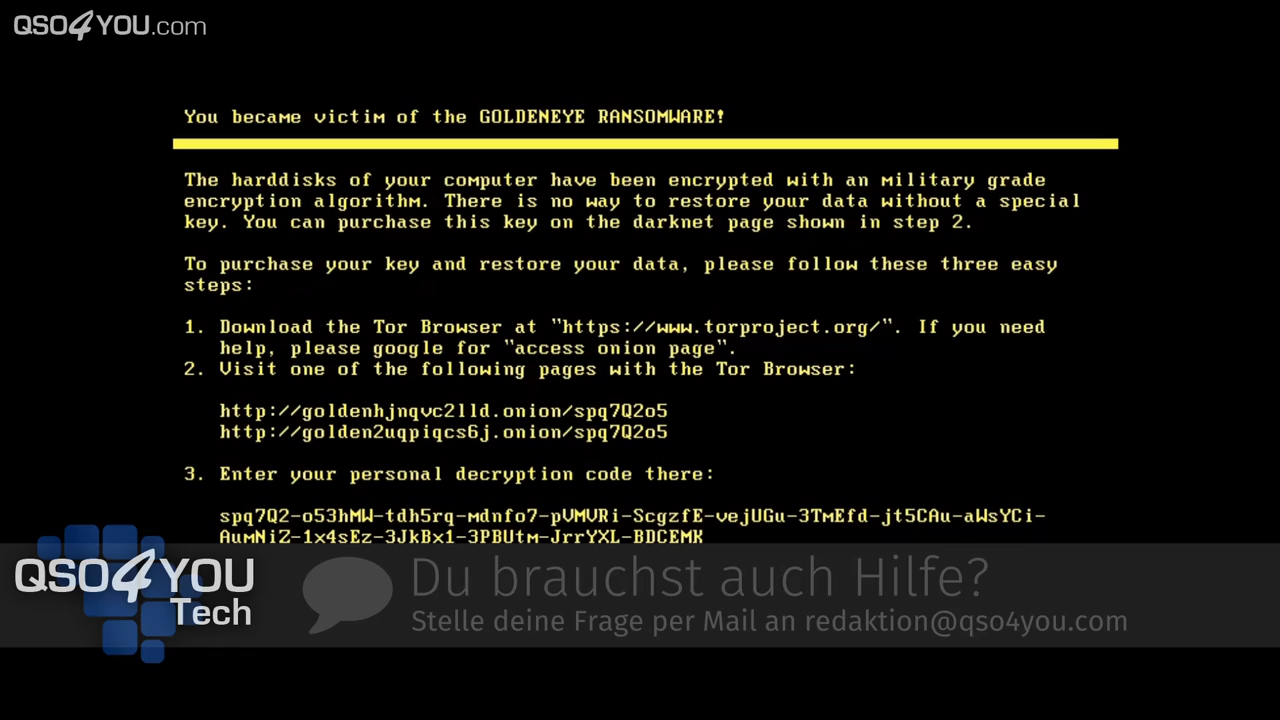 QSO4YOU.com
You became victim of the GOLDENEYE RANSOMWARE!
The harddisks of your computer have been encrypted with an military grade
encryption algorithm. There is no way to restore your data without a special
key. You can purchase this key on the darknet page shown in step 2.
To purchase your key and restore your data, please follow these three easy
steps:
1. Download the Tor Browser at "https://www.torproject.org/". If you need
help, please google for "access onion page".
2. Visit one of the following pages with the Tor Browser:
http://goldenhjnqvc2lld.onion/spq7Q2o5
http://golden2uqpiqcs6j.onion/spq7Q2o5
3. Enter your personal decryption code there:
spq7Q2-o53hMW-tdh5rq-mdnfo7-pVMVRi-ScgzfE-vejUGu-3TmEfd-jt5CAu-aWsYCi-
AumNiZ-1x4sEz-3JkBx1-3PBUtm-JrrYXL-BDCEMK
QSO4YOU
Tech
Du brauchst auch Hilfe?
Stelle deine Frage per Mail an redaktion@qso4you.com